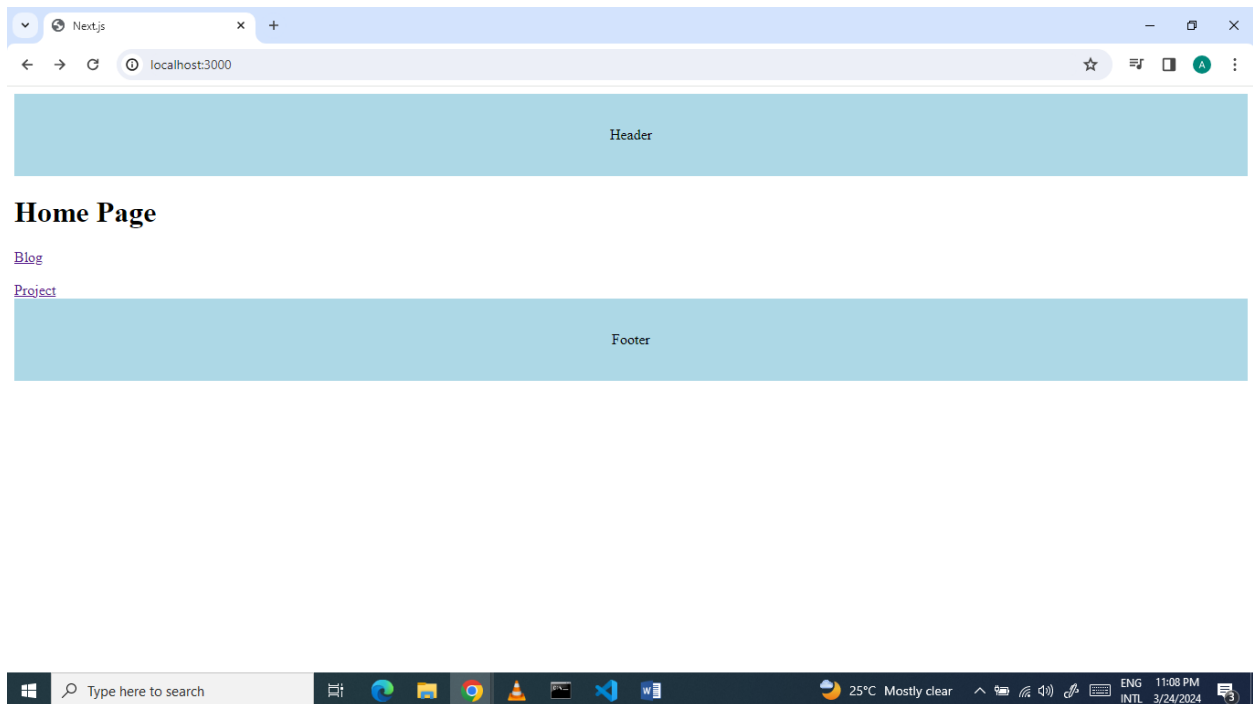 Next.js
localhost:3000
A
Header
Home Page
Blog
Project
Footer
Type here to search
25°C Mostly clear
ENG 11:08 PM
INTL 3/24/2024
3